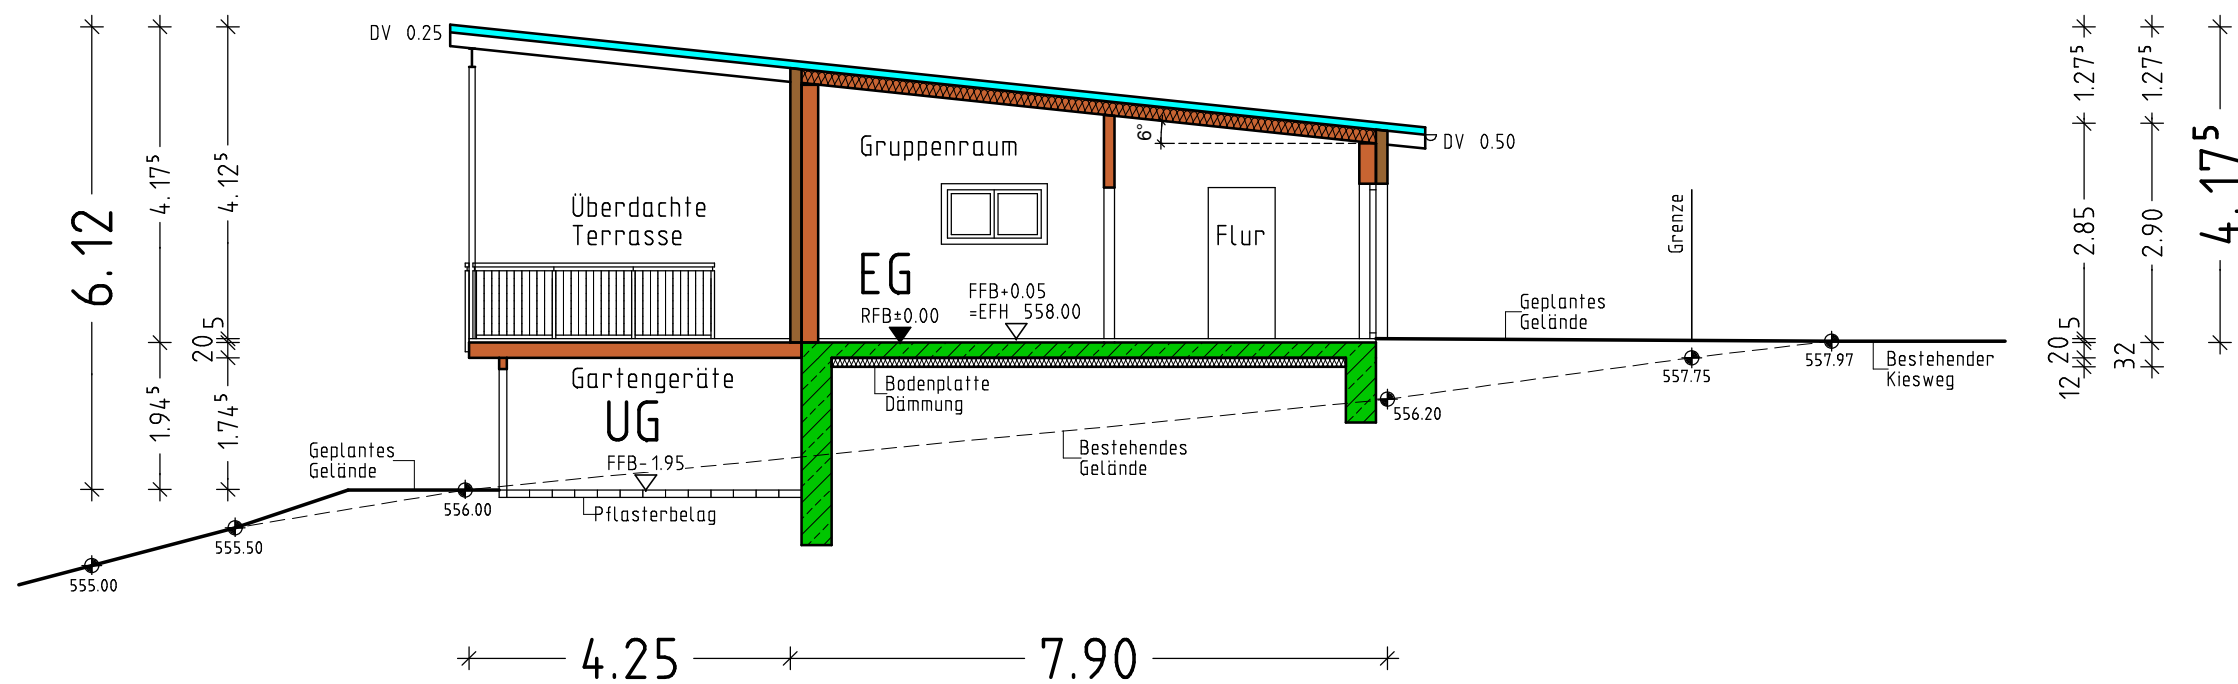 DV 0.25
DV 0.50
6°
Gruppenraum
Überdachte
Terrasse
Flur
Grenze
EG
RFB±0.00
FFB+0.05
=EFH 558.00
Geplantes
Gelände
557.75
557.97
Bestehender
Kiesweg
Gartengeräte
UG
FFB-1.95
Bodenplatte
Dämmung
556.20
Bestehendes
Gelände
Geplantes
Gelände
556.00
Pflasterbelag
555.50
555.00
6.12
4.17⁵
1.94⁵
4.12⁵
20 5
1.74⁵
1.27⁵
2.85
12 20 5
1.27⁵
2.90
32
4.17⁵
4.25
7.90